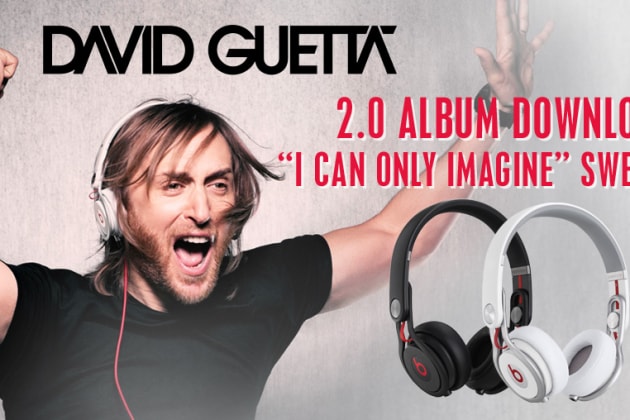 DAVID GUETTA
2.0 ALBUM DOWNLO
“I CAN ONLY IMAGINE” SWE
b
b